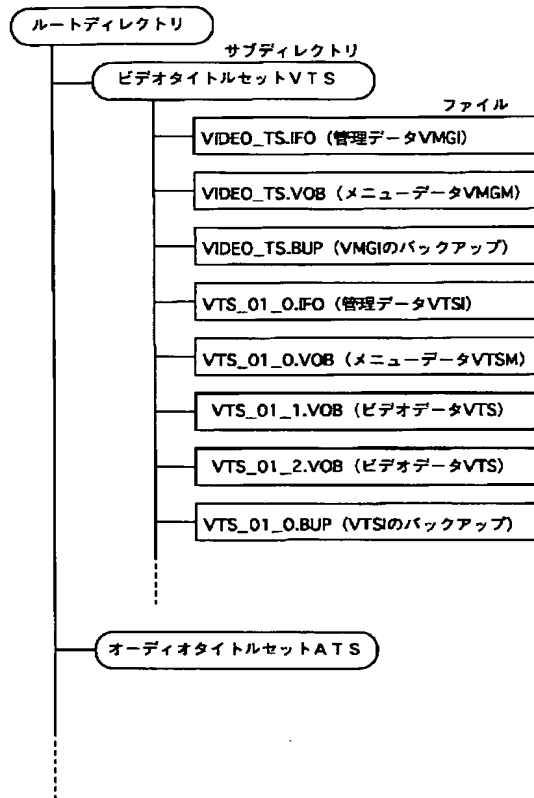 ルートディレクトリ
サブディレクトリ
ビデオタイトルセットVTS
ファイル
VIDEO_TS.IFO（管理データVMGI）
VIDEO_TS.VOB（メニューデータVMGM）
VIDEO_TS.BUP（VMGIのバックアップ）
VTS_01_0.IFO（管理データVTSI）
VTS_01_0.VOB（メニューデータVTSM）
VTS_01_1.VOB（ビデオデータVTS）
VTS_01_2.VOB（ビデオデータVTS）
VTS_01_0.BUP（VTSIのバックアップ）
オーディオタイトルセットATS